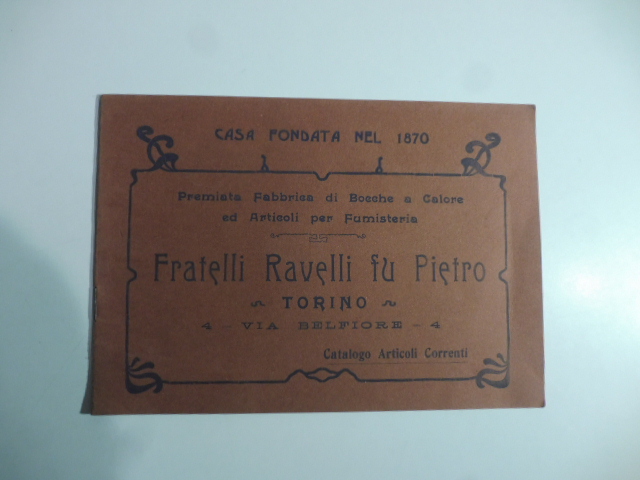 CASA FONDATA NEL 1870
Premiata Fabbrica di Bocche a Calore
ed Articoli per Fumisteria
Fratelli Ravelli fu Pietro
TORINO
4 - VIA BELFIORE - 4
Catalogo Articoli Correnti